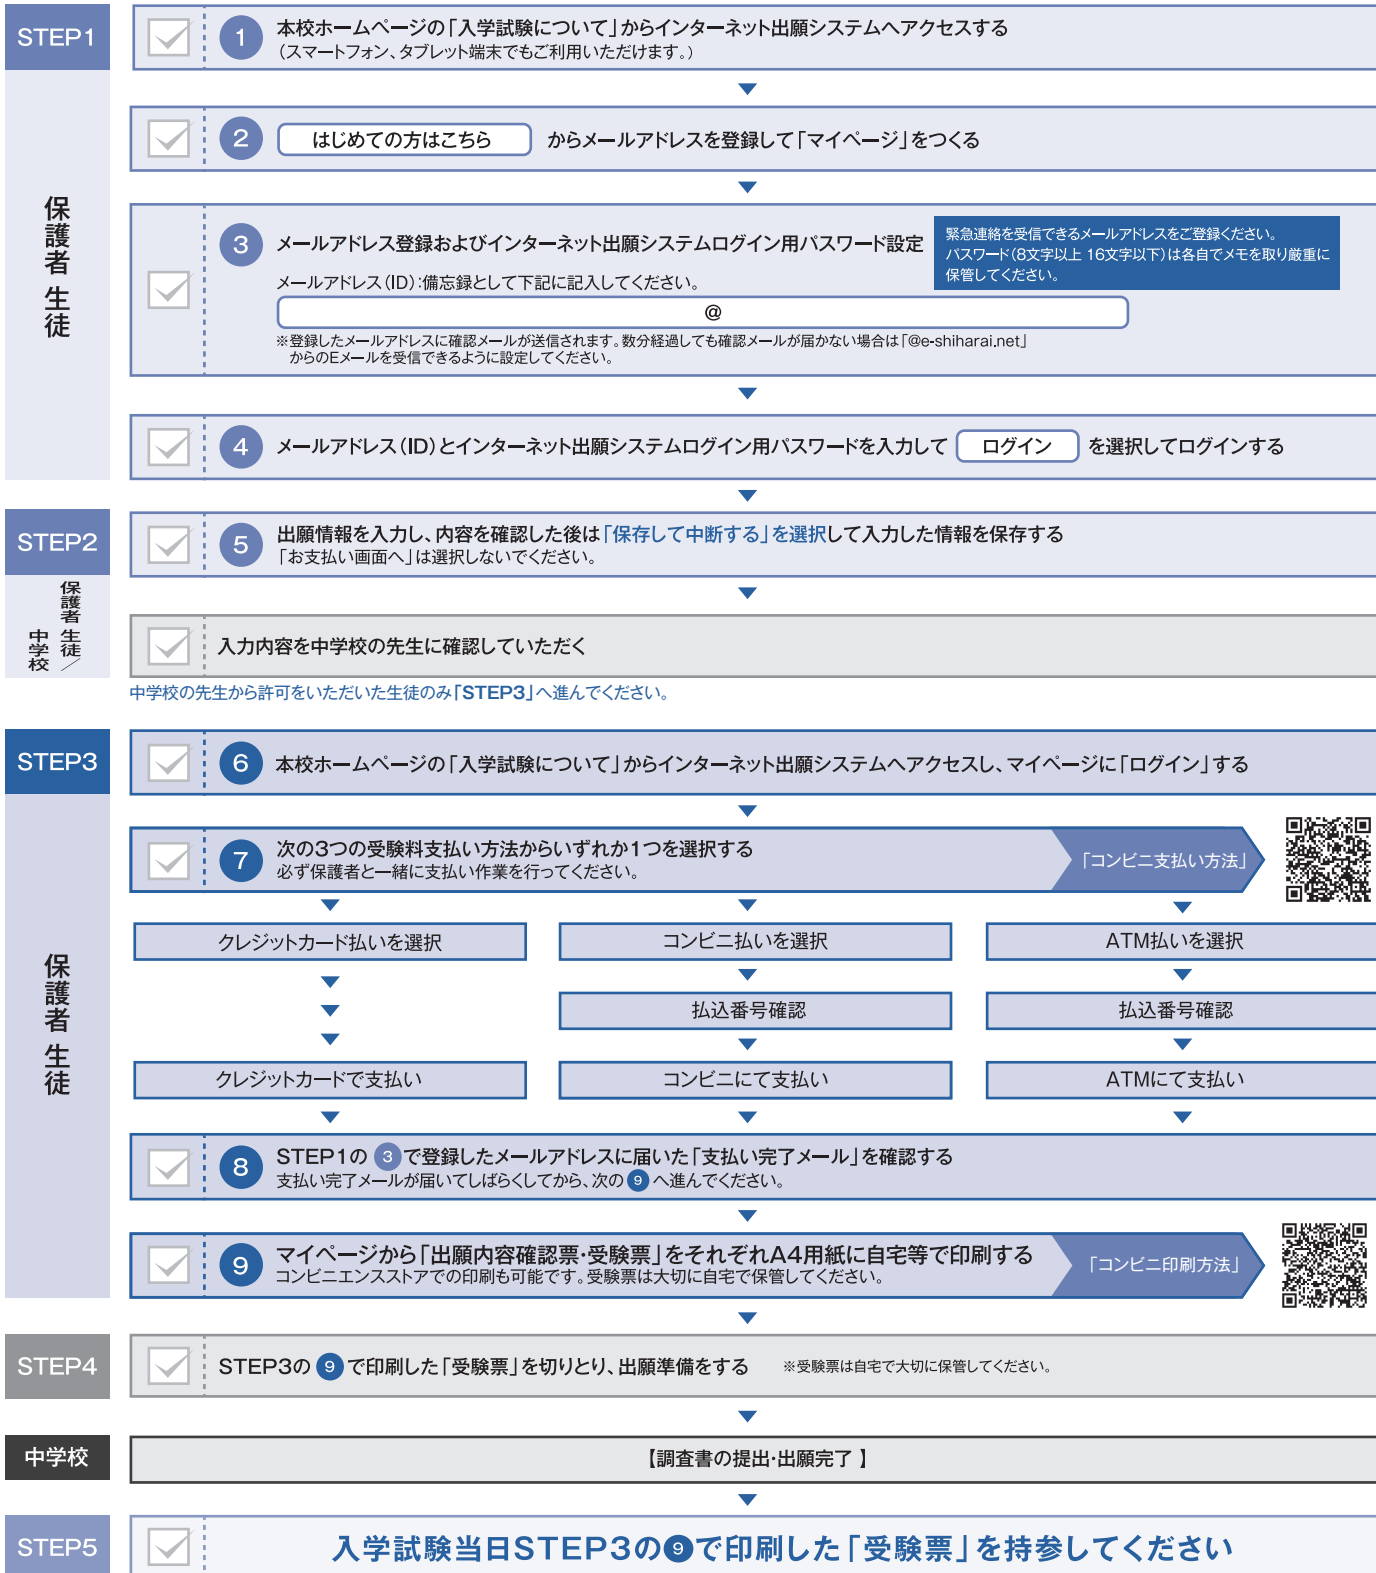 STEP1
1 本校ホームページの「入学試験について」からインターネット出願システムへアクセスする
（スマートフォン、タブレット端末でもご利用いただけます。）
保護者 生徒
2 はじめての方はこちら からメールアドレスを登録して「マイページ」をつくる
3 メールアドレス登録およびインターネット出願システムログイン用パスワード設定
緊急連絡を受信できるメールアドレスをご登録ください。
パスワード（8文字以上 16文字以下）は各自でメモを取り厳重に
保管してください。
メールアドレス（ID）：備忘録として下記に記入してください。
@
※登録したメールアドレスに確認メールが送信されます。数分経過しても確認メールが届かない場合は「@e-shiharai.net」
からのEメールを受信できるように設定してください。
4 メールアドレス（ID）とインターネット出願システムログイン用パスワードを入力して ログイン を選択してログインする
STEP2
5 出願情報を入力し、内容を確認した後は「保存して中断する」を選択して入力した情報を保存する
「お支払い画面へ」は選択しないでください。
保護者 生徒／
中学校
入力内容を中学校の先生に確認していただく
中学校の先生から許可をいただいた生徒のみ「STEP3」へ進んでください。
STEP3
6 本校ホームページの「入学試験について」からインターネット出願システムへアクセスし、マイページに「ログイン」する
保護者 生徒
7 次の3つの受験料支払い方法からいずれか1つを選択する
必ず保護者と一緒に支払い作業を行ってください。
「コンビニ支払い方法」
クレジットカード払いを選択
コンビニ払いを選択
ATM払いを選択
払込番号確認
払込番号確認
クレジットカードで支払い
コンビニにて支払い
ATMにて支払い
8 STEP1の 3 で登録したメールアドレスに届いた「支払い完了メール」を確認する
支払い完了メールが届いてしばらくしてから、次の 9 へ進んでください。
9 マイページから「出願内容確認票・受験票」をそれぞれA4用紙に自宅等で印刷する
コンビニエンスストアでの印刷も可能です。受験票は大切に自宅で保管してください。
「コンビニ印刷方法」
STEP4
STEP3の 9 で印刷した「受験票」を切りとり、出願準備をする ※受験票は自宅で大切に保管してください。
中学校
【調査書の提出・出願完了 】
STEP5
入学試験当日STEP3の9で印刷した「受験票」を持参してください